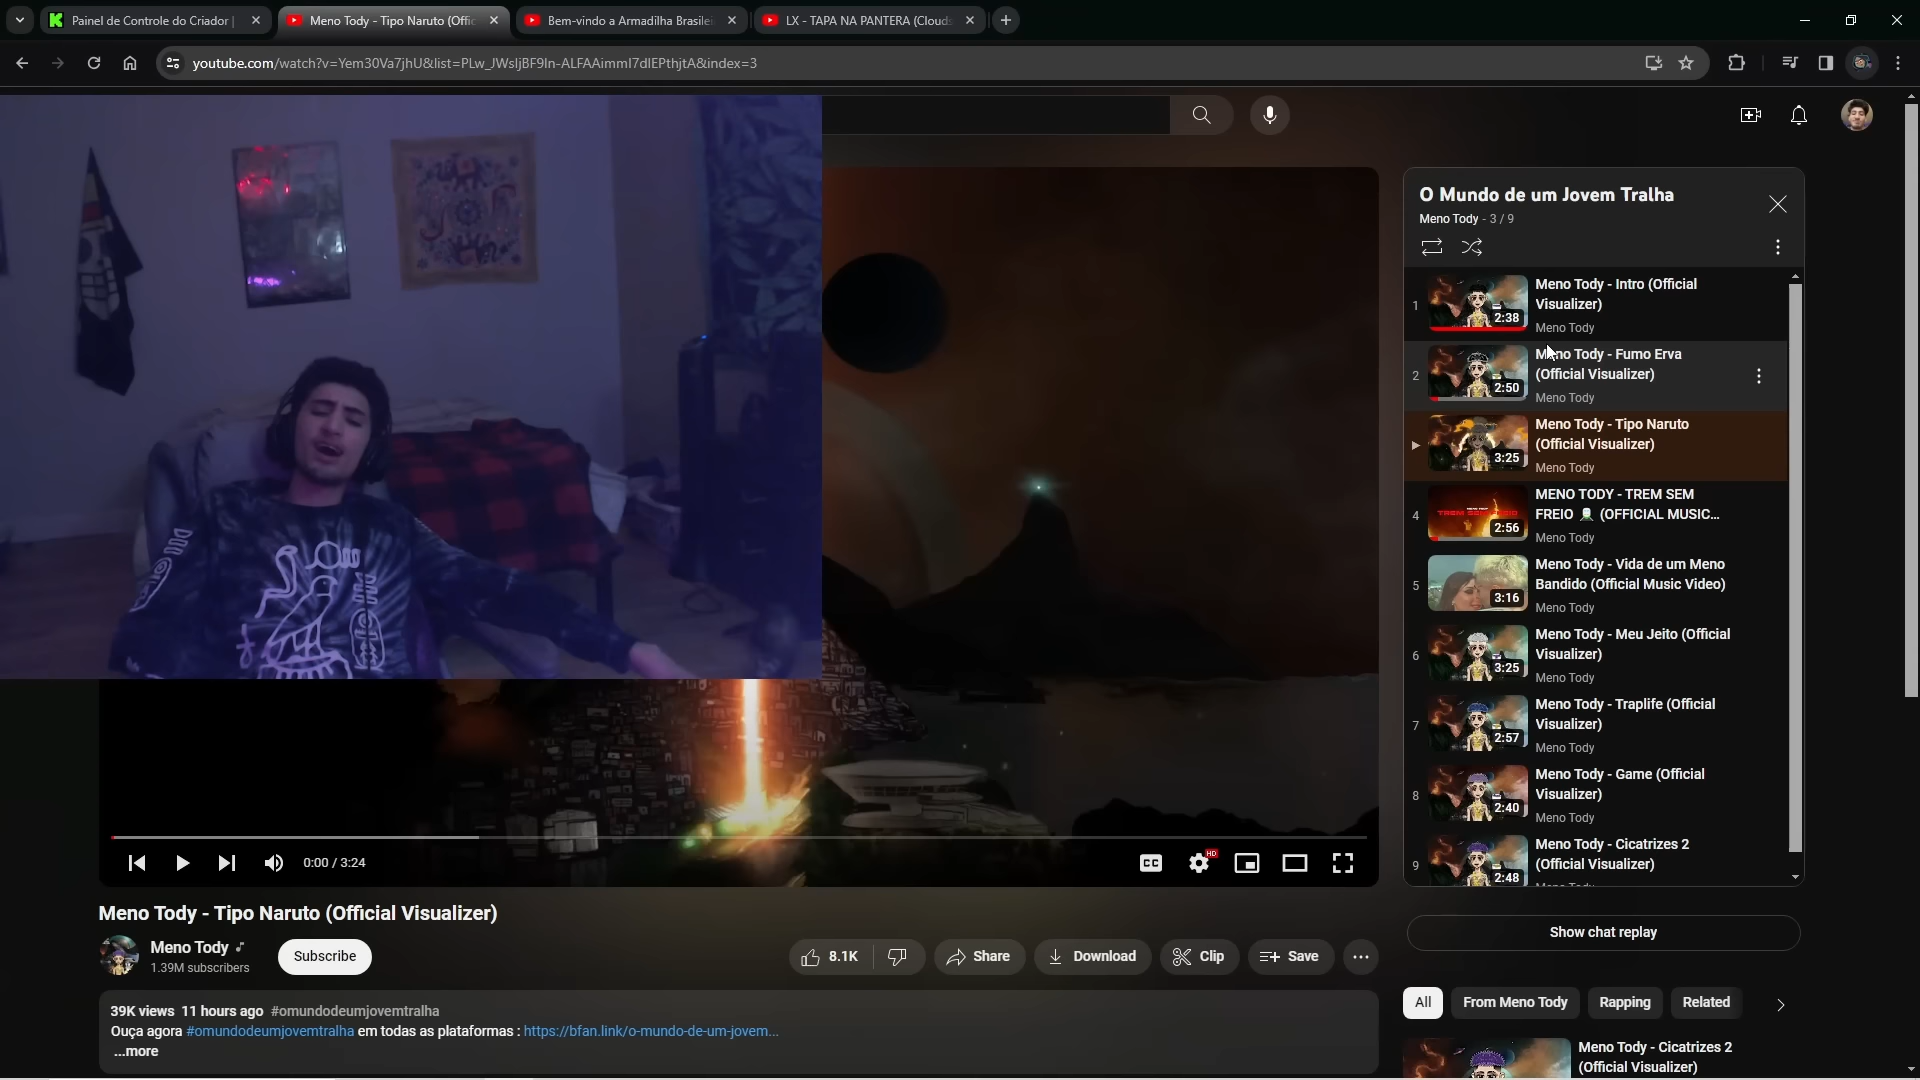 Painel de Controle do Criador |
Meno Tody - Tipo Naruto (Offic
Bem-vindo a Armadilha Brasilei
LX - TAPA NA PANTERA (Clouds
youtube.com/watch?v=Yem30Va7jhU&list=PLw_JWsljBF9In-ALFAAimmI7dlEPthjtA&index=3
O Mundo de um Jovem Tralha
Meno Tody - 3 / 9
1
2:38
Meno Tody - Intro (Official
Visualizer)
Meno Tody
2
2:50
Meno Tody - Fumo Erva
(Official Visualizer)
Meno Tody
3:25
Meno Tody - Tipo Naruto
(Official Visualizer)
Meno Tody
4
TREM SEM FREIO
2:56
MENO TODY - TREM SEM
FREIO 🧟 (OFFICIAL MUSIC...
Meno Tody
5
3:16
Meno Tody - Vida de um Meno
Bandido (Official Music Video)
Meno Tody
6
3:25
Meno Tody - Meu Jeito (Official
Visualizer)
Meno Tody
7
2:57
Meno Tody - Traplife (Official
Visualizer)
Meno Tody
8
2:40
Meno Tody - Game (Official
Visualizer)
Meno Tody
9
2:48
Meno Tody - Cicatrizes 2
(Official Visualizer)
Meno Tody
0:00 / 3:24
CC
HD
Meno Tody - Tipo Naruto (Official Visualizer)
Meno Tody
1.39M subscribers
Subscribe
8.1K
Share
Download
Clip
Save
Show chat replay
39K views 11 hours ago #omundodeumjovemtralha
Ouça agora #omundodeumjovemtralha em todas as plataformas : https://bfan.link/o-mundo-de-um-jovem...
...more
All
From Meno Tody
Rapping
Related
Meno Tody - Cicatrizes 2
(Official Visualizer)